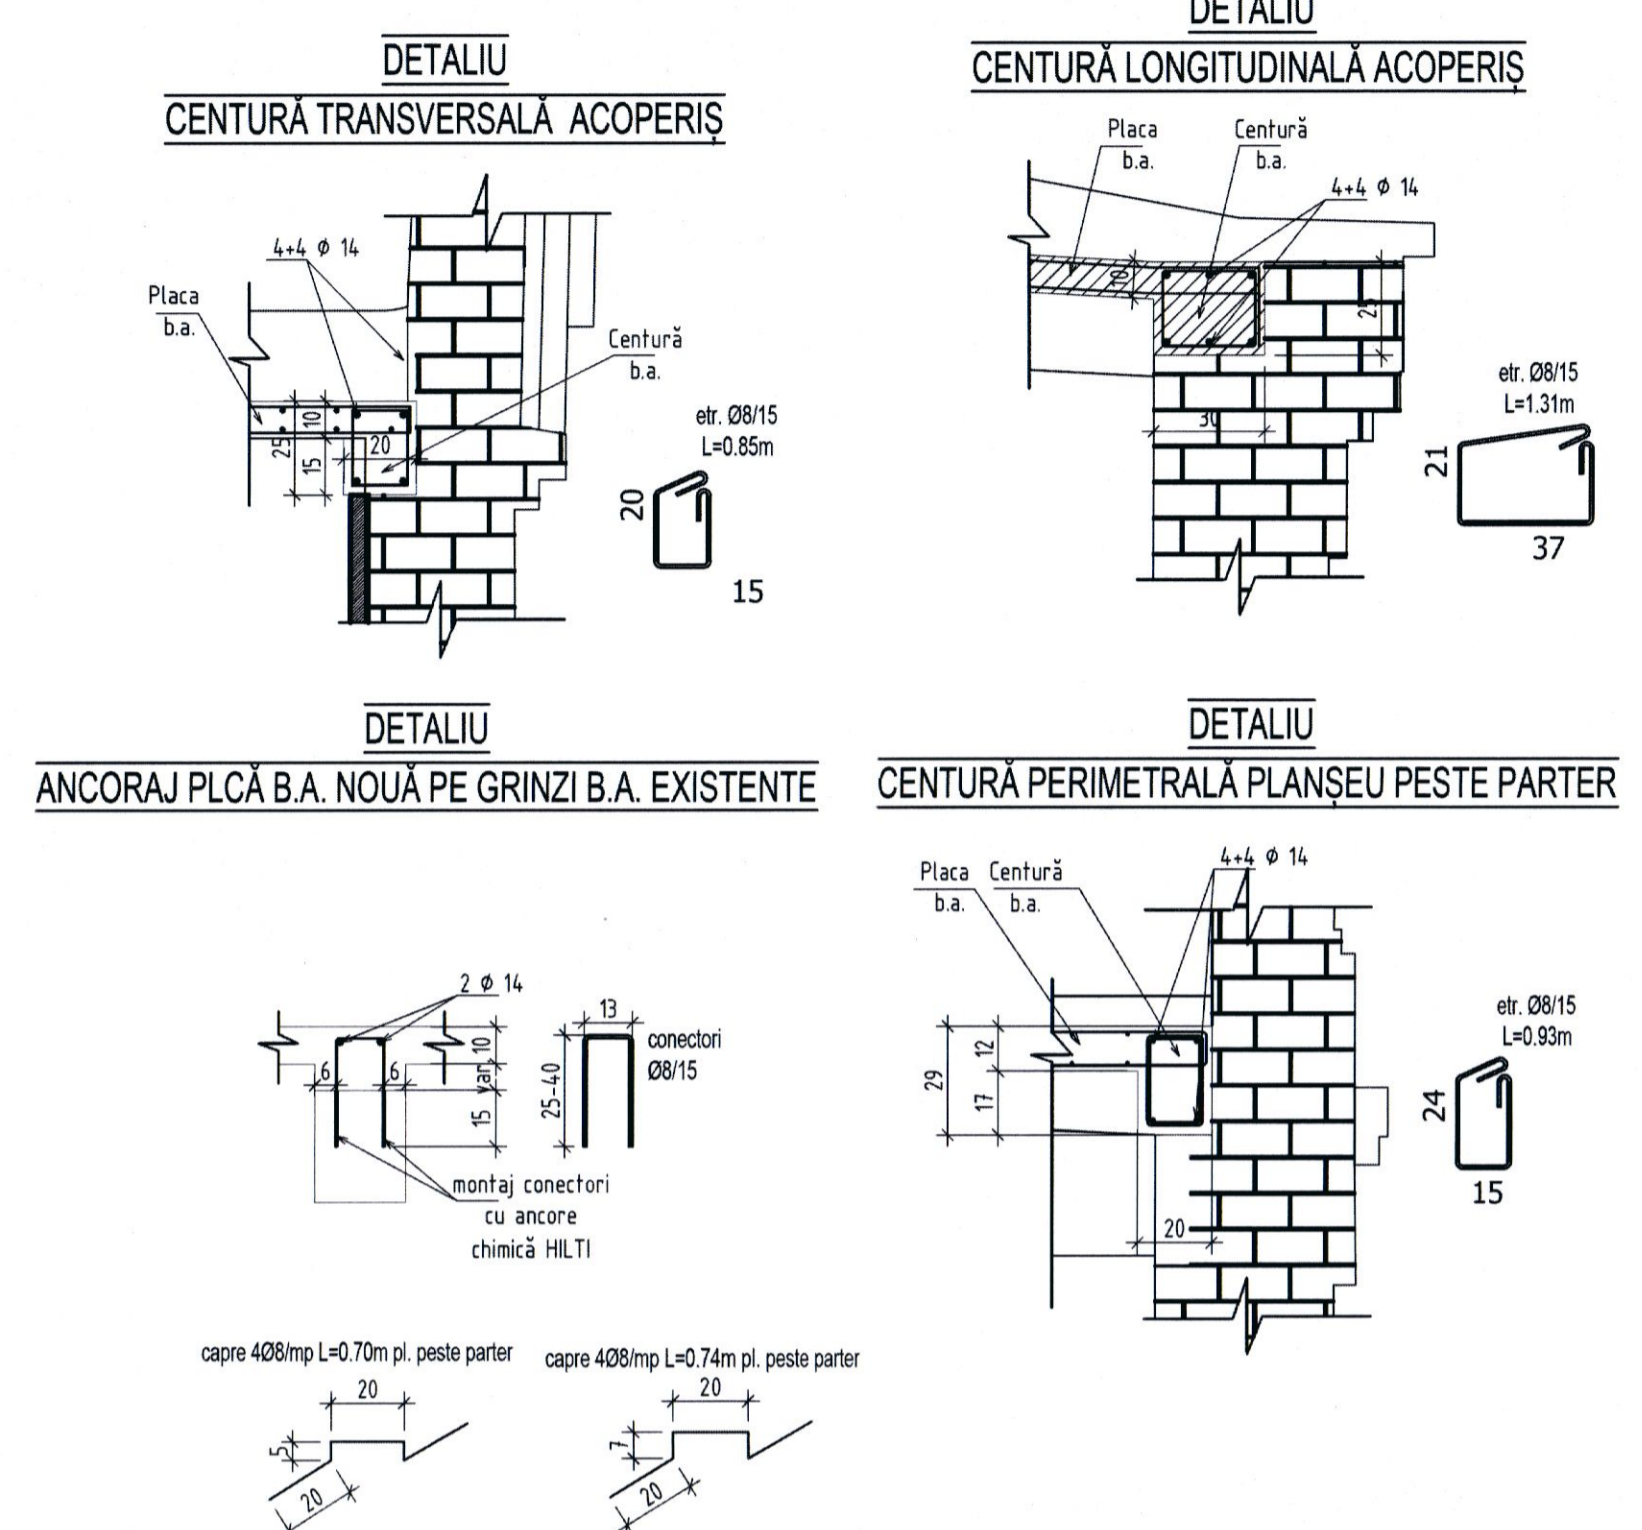 DETALIU
CENTURĂ TRANSVERSALĂ ACOPERIȘ
4+4 Φ 14
Placa
b.a.
Centură
b.a.
10
25
15
20
etr. Ø8/15
L=0.85m
20
15
DETALIU
CENTURĂ LONGITUDINALĂ ACOPERIȘ
Placa
b.a.
Centură
b.a.
4+4 Φ 14
10
25
30
etr. Ø8/15
L=1.31m
21
37
DETALIU
ANCORAJ PLCĂ B.A. NOUĂ PE GRINZI B.A. EXISTENTE
2 Φ 14
6
6
10
var
15
13
25-40
conectori
Ø8/15
montaj conectori
cu ancore
chimică HILTI
capre 4Ø8/mp L=0.70m pl. peste parter
20
5
20
capre 4Ø8/mp L=0.74m pl. peste parter
20
7
20
DETALIU
CENTURĂ PERIMETRALĂ PLANȘEU PESTE PARTER
4+4 Φ 14
Placa
b.a.
Centură
b.a.
29
12
17
20
etr. Ø8/15
L=0.93m
24
15